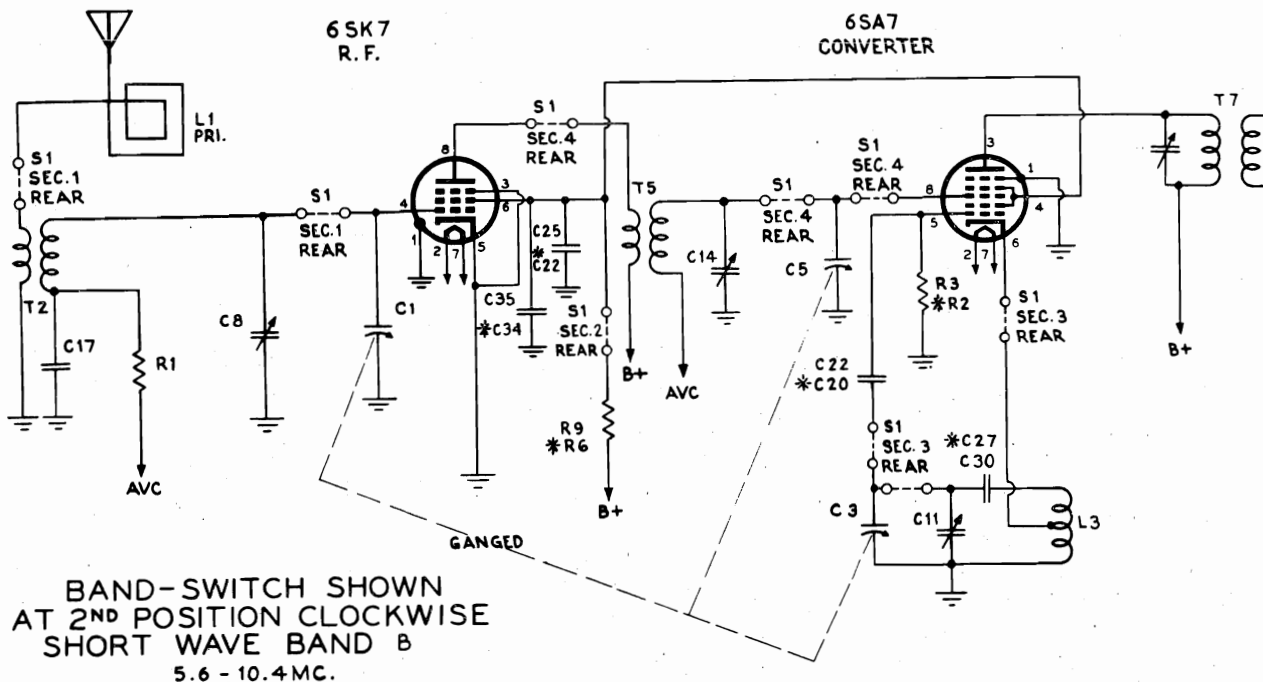 6SK7
R.F.
6SA7
CONVERTER
L1
PRI.
S1
SEC.1
REAR
T2
C17
R1
AVC
C8
S1
SEC.1
REAR
C1
4
1
8
3
6
2
7
5
S1
SEC.4
REAR
C25
*C22
C35
*C34
S1
SEC.2
REAR
R9
*R6
B+
T5
B+
AVC
C14
S1
SEC.4
REAR
C5
S1
SEC.4
REAR
3
1
8
4
5
6
2
7
R3
*R2
S1
SEC.3
REAR
C22
*C20
S1
SEC.3
REAR
*C27
C30
C3
C11
L3
T7
B+
GANGED
BAND-SWITCH SHOWN
AT 2ND POSITION CLOCKWISE
SHORT WAVE BAND B
5.6 - 10.4 MC.